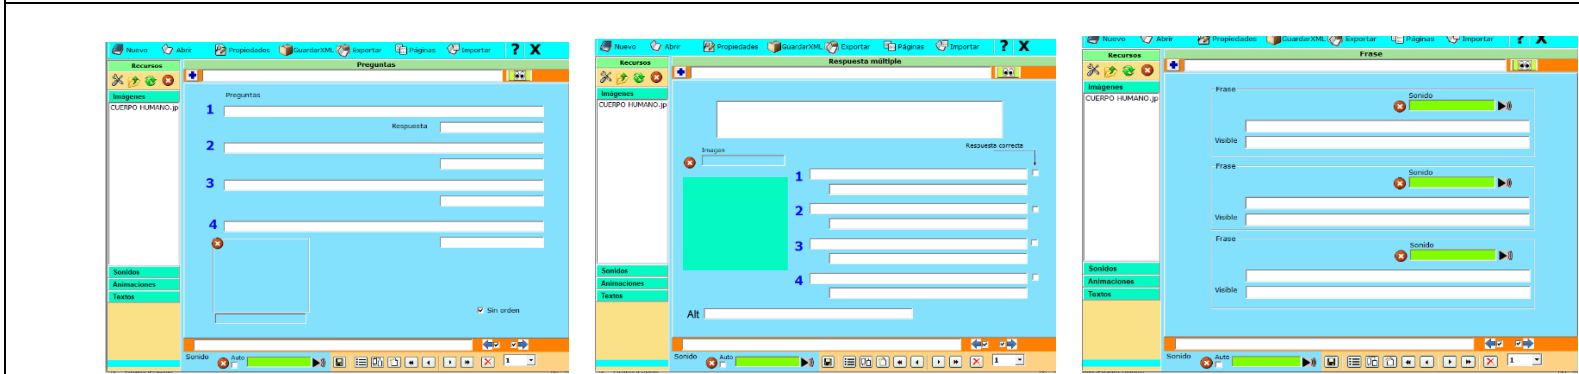 Nuevo Abrir Propiedades GuardarXML Exportar Páginas Importar ? X
Recursos
Preguntas
Imágenes
CUERPO HUMANO.jp
Preguntas
1
Respuesta
2
3
4
Sonidos
Animaciones
Textos
Sin orden
Sonido Auto 1
Nuevo Abrir Propiedades GuardarXML Exportar Páginas Importar ? X
Recursos
Respuesta múltiple
Imágenes
CUERPO HUMANO.jp
Imagen
Respuesta correcta
1
2
3
4
Sonidos
Animaciones
Textos
Alt
Sonido Auto 1
Nuevo Abrir Propiedades GuardarXML Exportar Páginas Importar ? X
Recursos
Frase
Imágenes
CUERPO HUMANO.jp
Frase
Sonido
Visible
Frase
Sonido
Visible
Frase
Sonido
Visible
Sonidos
Animaciones
Textos
Sonido Auto 1